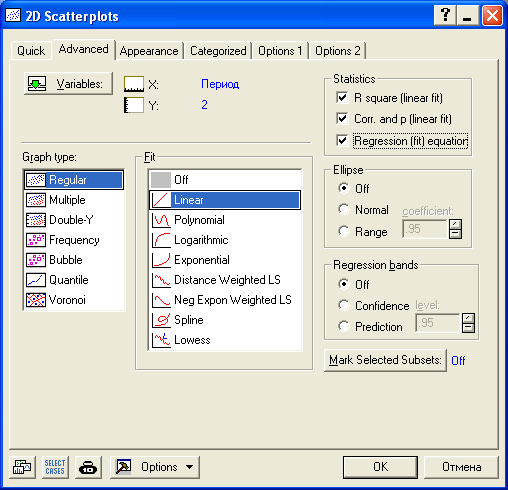 2D Scatterplots
Quick Advanced Appearance Categorized Options 1 Options 2
Variables: X: Период
Y: 2
Statistics
R square (linear fit)
Corr. and p (linear fit)
Regression (fit) equation
Graph type:
Regular
Multiple
Double-Y
Frequency
Bubble
Quantile
Voronoi
Fit
Off
Linear
Polynomial
Logarithmic
Exponential
Distance Weighted LS
Neg Expon Weighted LS
Spline
Lowess
Ellipse
Off
Normal coefficient:
Range .95
Regression bands
Off
Confidence level:
Prediction .95
Mark Selected Subsets: Off
SELECT
CASES
Options OK Отмена